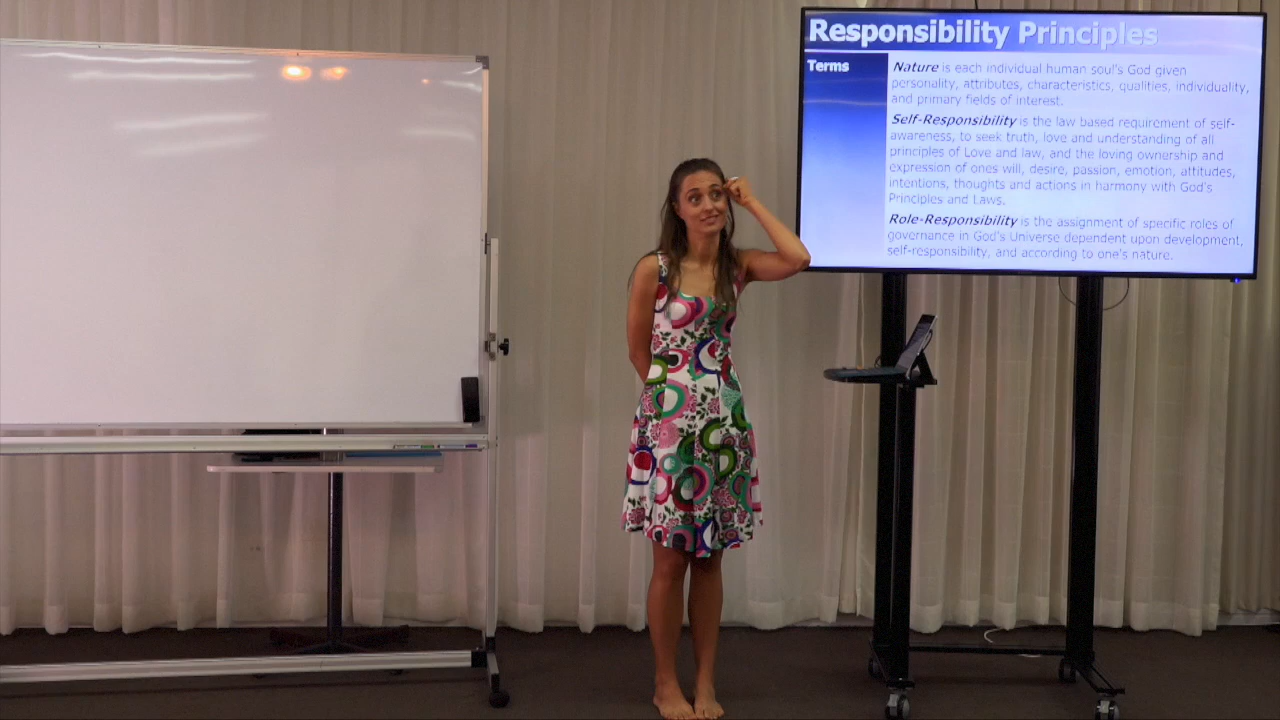 Responsibility Principles
Terms
Nature is each individual human soul's God given
personality, attributes, characteristics, qualities, individuality,
and primary fields of interest.
Self-Responsibility is the law based requirement of self-
awareness, to seek truth, love and understanding of all
principles of Love and law, and the loving ownership and
expression of ones will, desire, passion, emotion, attitudes,
intentions, thoughts and actions in harmony with God's
Principles and Laws.
Role-Responsibility is the assignment of specific roles of
governance in God's Universe dependent upon development,
self-responsibility, and according to one's nature.